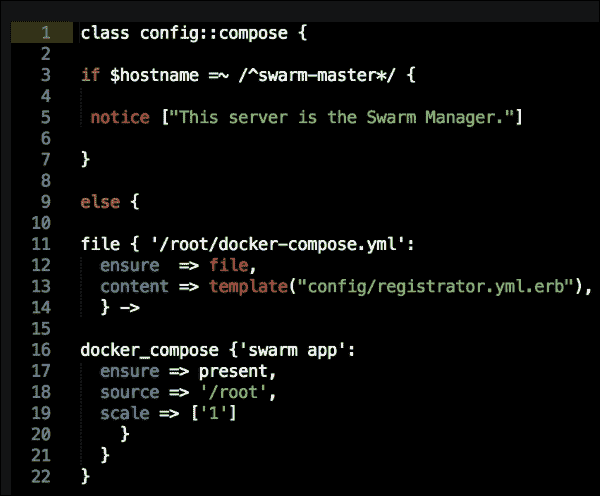 1 class config::compose {
2
3 if $hostname =~ /^swarm-master*/ {
4
5  notice ["This server is the Swarm Manager."]
6
7 }
8
9 else {
10
11 file { '/root/docker-compose.yml':
12   ensure  => file,
13   content => template("config/registrator.yml.erb"),
14   } ->
15
16 docker_compose {'swarm app':
17   ensure => present,
18   source => '/root',
19   scale => ['1']
20     }
21   }
22 }